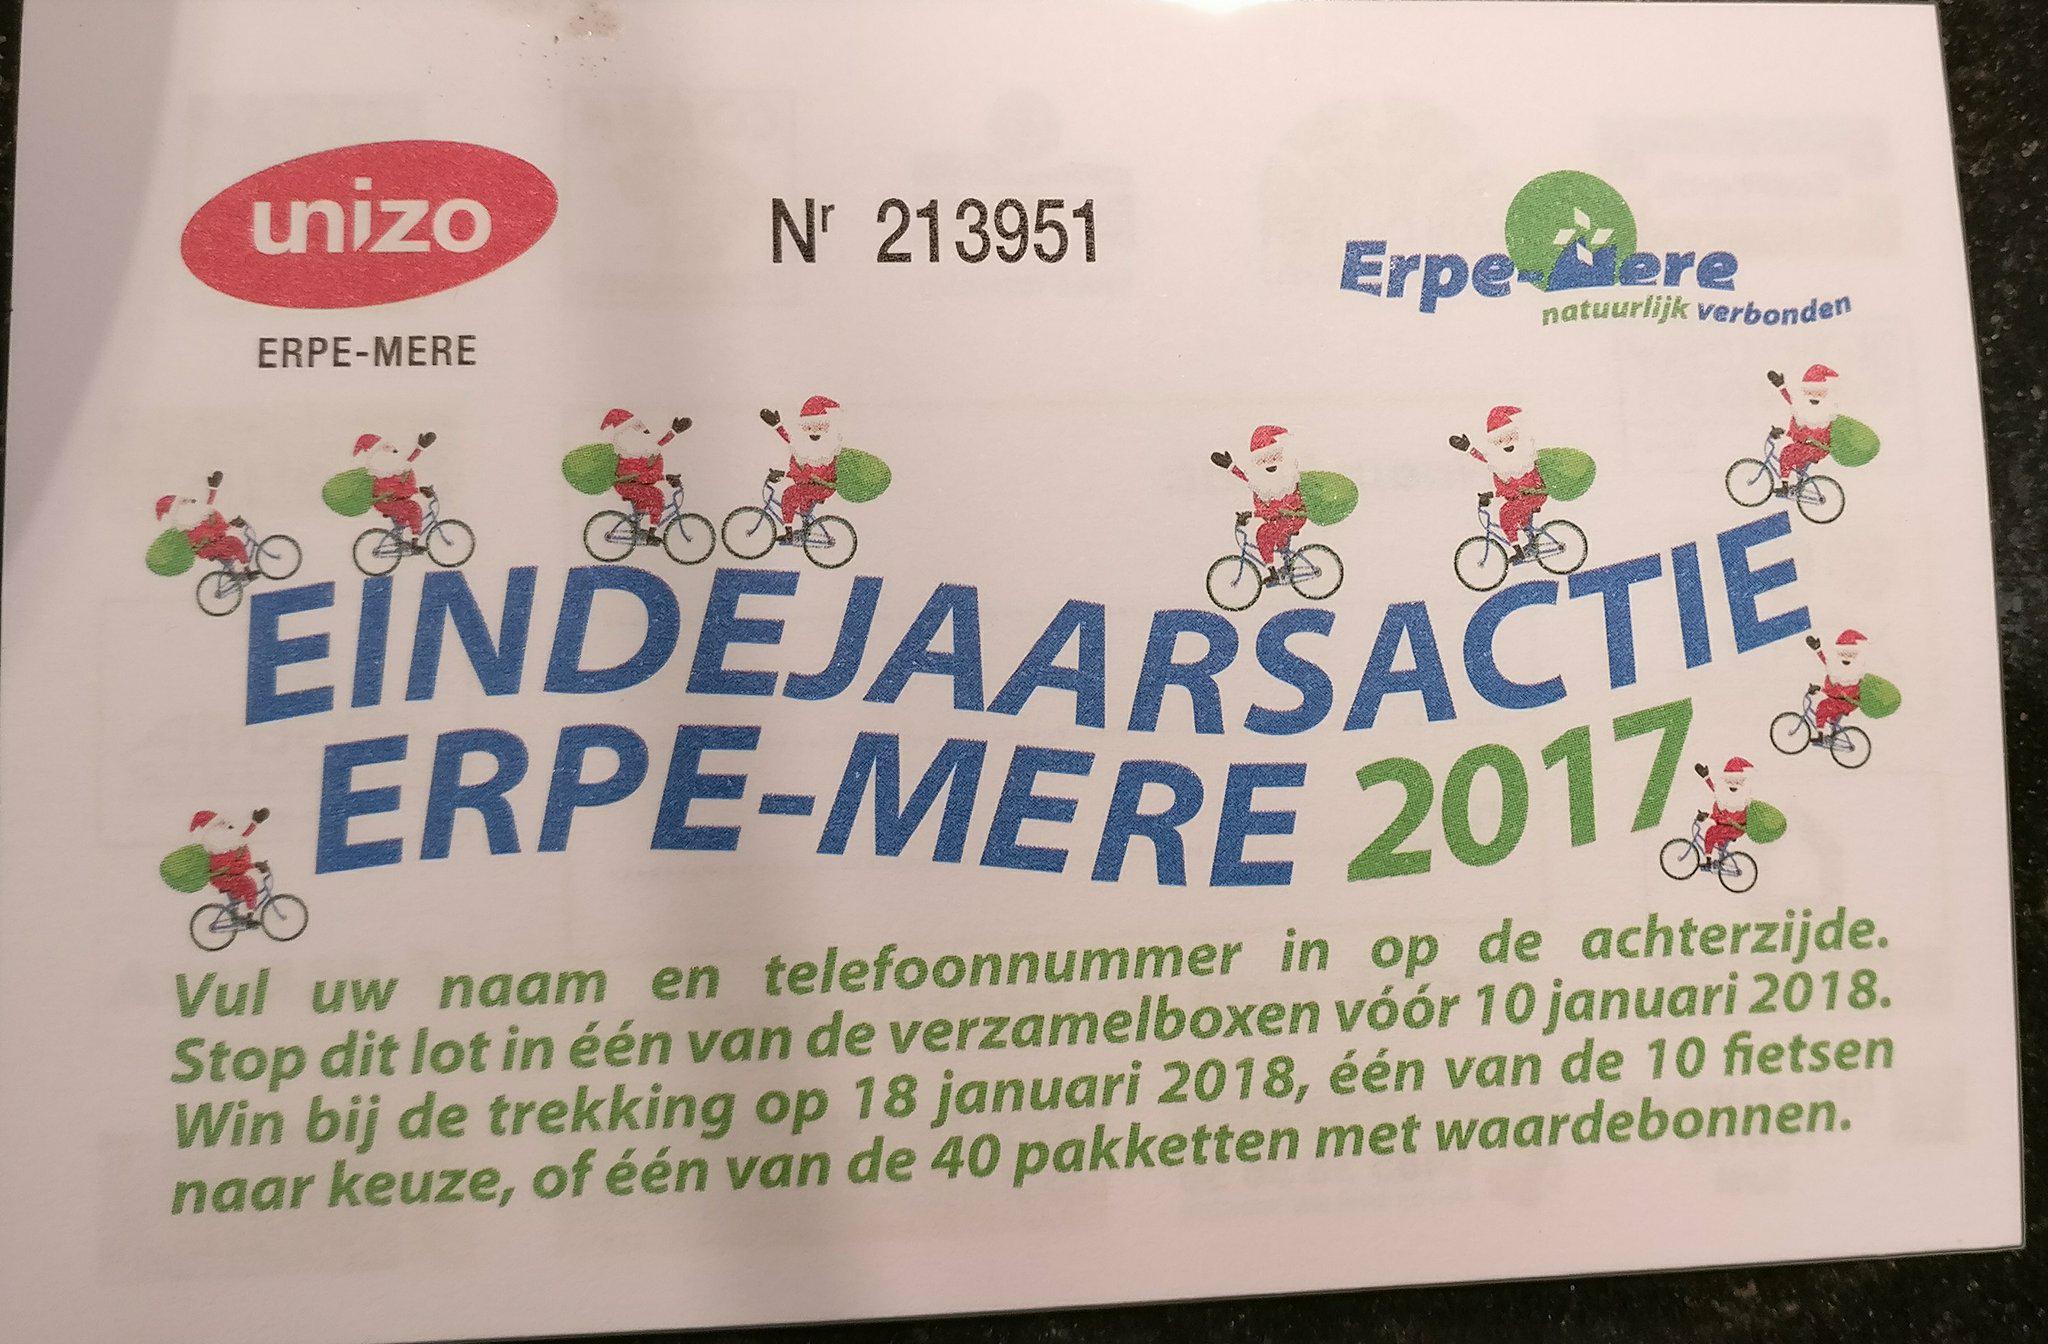 unizo
ERPE-MERE
Nr 213951
Erpe-Mere
natuurlijk verbonden
EINDEJAARSACTIE
ERPE-MERE 2017
Vul uw naam en telefoonnummer in op de achterzijde.
Stop dit lot in één van de verzamelboxen vóór 10 januari 2018.
Win bij de trekking op 18 januari 2018, één van de 10 fietsen
naar keuze, of één van de 40 pakketten met waardebonnen.